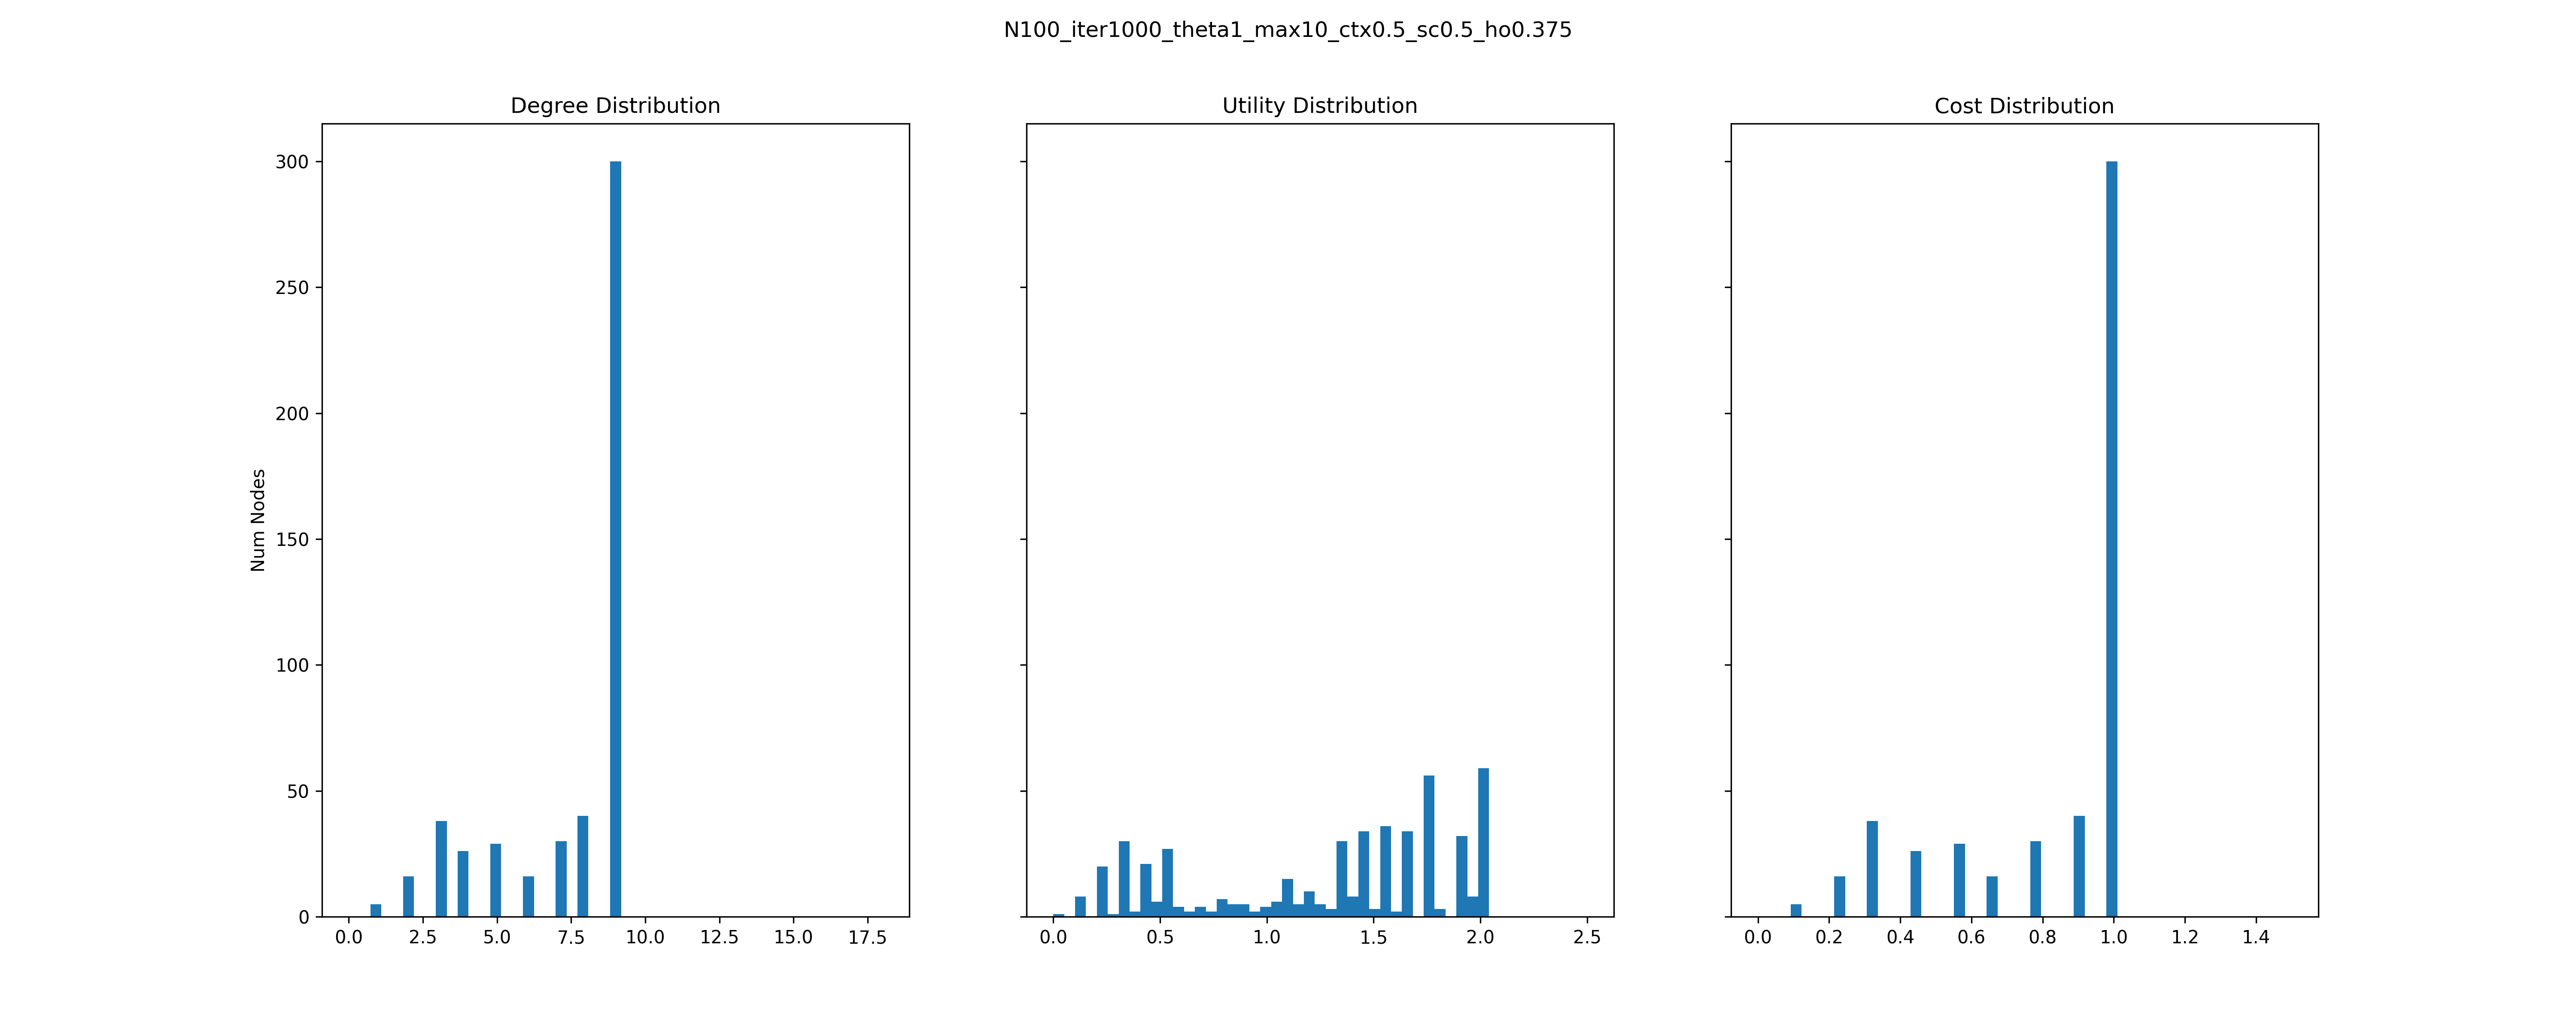 N100_iter1000_theta1_max10_ctx0.5_sc0.5_ho0.375
Degree Distribution
Utility Distribution
Cost Distribution
Num Nodes
300
250
200
150
100
50
0
0.0 2.5 5.0 7.5 10.0 12.5 15.0 17.5
0.0 0.5 1.0 1.5 2.0 2.5
0.0 0.2 0.4 0.6 0.8 1.0 1.2 1.4